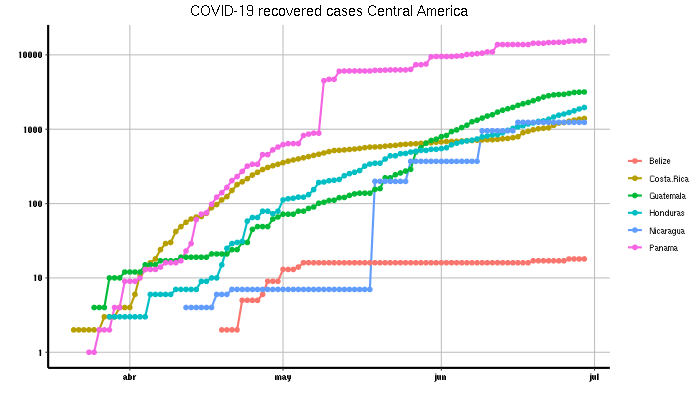 COVID-19 recovered cases Central America
10000
1000
100
10
1
abr
may
jun
jul
Belize
Costa.Rica
Guatemala
Honduras
Nicaragua
Panama